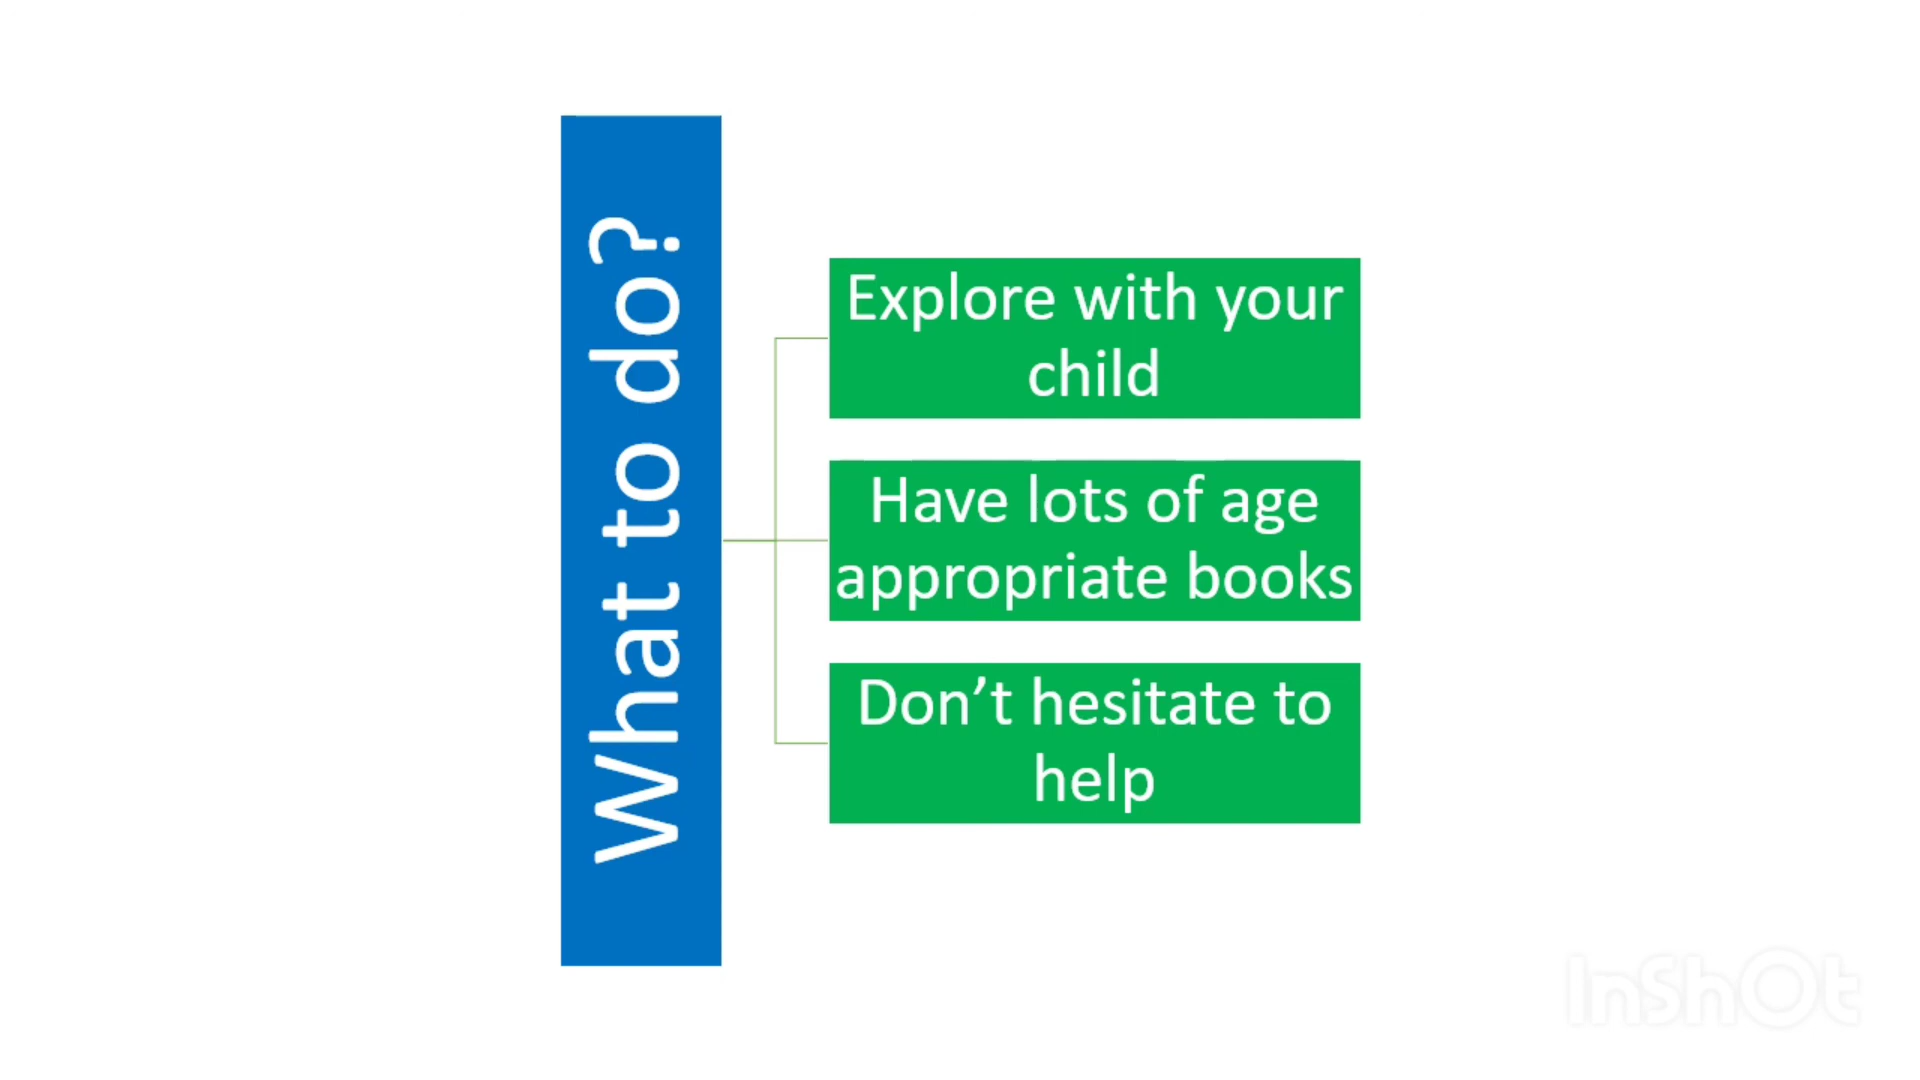 What to do?
Explore with your
child
Have lots of age
appropriate books
Don’t hesitate to
help
InShOt